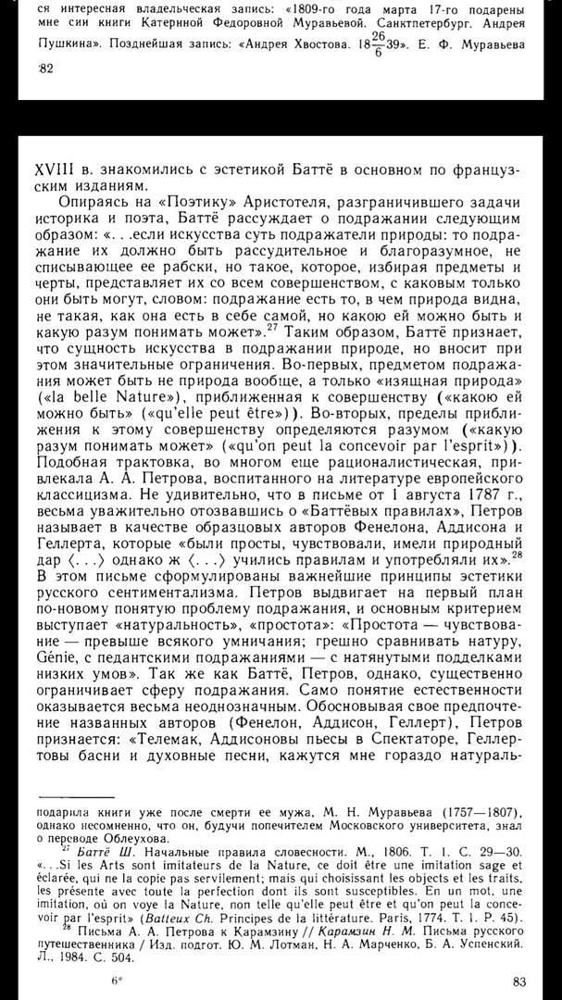 ся интересная владельческая запись: «1809-го года марта 17-го подарены
мне сии книги Катериной Федоровной Муравьевой. Санктпетербург. Андрея
Пушкина». Позднейшая запись: «Андрея Хвостова. 18 26/6 39». Е. Ф. Муравьева
82
XVIII в. знакомились с эстетикой Баттё в основном по француз-
ским изданиям.
Опираясь на «Поэтику» Аристотеля, разграничившего задачи
историка и поэта, Баттё рассуждает о подражании следующим
образом: «. . .если искусства суть подражатели природы: то подра-
жание их должно быть рассудительное и благоразумное, не
списывающее ее рабски, но такое, которое, избирая предметы и
черты, представляет их со всем совершенством, с каковым только
они быть могут, словом: подражание есть то, в чем природа видна,
не такая, как она есть в себе самой, но какою ей можно быть и
какую разум понимать может».27 Таким образом, Баттё признает,
что сущность искусства в подражании природе, но вносит при
этом значительные ограничения. Во-первых, предметом подража-
ния может быть не природа вообще, а только «изящная природа»
(«la belle Nature»), приближенная к совершенству («какою ей
можно быть» («qu'elle peut être»)). Во-вторых, пределы прибли-
жения к этому совершенству определяются разумом («какую
разум понимать может» («qu'on peut la concevoir par l'esprit»)).
Подобная трактовка, во многом еще рационалистическая, при-
влекала А. А. Петрова, воспитанного на литературе европейского
классицизма. Не удивительно, что в письме от 1 августа 1787 г.,
весьма уважительно отозвавшись о «Баттёвых правилах», Петров
называет в качестве образцовых авторов Фенелона, Аддисона и
Геллерта, которые «были просты, чувствовали, имели природный
дар ⟨. . .⟩ однако ж ⟨. . .⟩ учились правилам и употребляли их».28
В этом письме сформулированы важнейшие принципы эстетики
русского сентиментализма. Петров выдвигает на первый план
по-новому понятую проблему подражания, и основным критерием
выступает «натуральность», «простота»: «Простота — чувствова-
ние — превыше всякого умничания; грешно сравнивать натуру,
Génie, с педантскими подражаниями — с натянутыми подделками
низких умов». Так же как Баттё, Петров, однако, существенно
ограничивает сферу подражания. Само понятие естественности
оказывается весьма неоднозначным. Обосновывая свое предпочте-
ние названных авторов (Фенелон, Аддисон, Геллерт), Петров
признается: «Телемак, Аддисоновы пьесы в Спектаторе, Геллер-
товы басни и духовные песни, кажутся мне гораздо натураль-
подарила книги уже после смерти ее мужа, М. Н. Муравьева (1757—1807),
однако несомненно, что он, будучи попечителем Московского университета, знал
о переводе Облеухова.
27 Баттё Ш. Начальные правила словесности. М., 1806. Т. 1. С. 29—30.
«. . .Si les Arts sont imitateurs de la Nature, ce doit être une imitation sage et
éclarée, qui ne la copie pas servilement; mais qui choisissant les objects et les traits,
les présente avec toute la perfection dont ils sont susceptibles. En un mot, une
imitation, où on voye la Nature, non telle qu'elle peut être et qu'on peut la conce-
voir par l'esprit» (Batteux Ch. Principes de la littérature. Paris, 1774. T. 1. P. 45).
28 Письма А. А. Петрова к Карамзину // Карамзин Н. М. Письма русского
путешественника / Изд. подгот. Ю. М. Лотман, Н. А. Марченко, Б. А. Успенский.
Л., 1984. С. 504.
6*
83